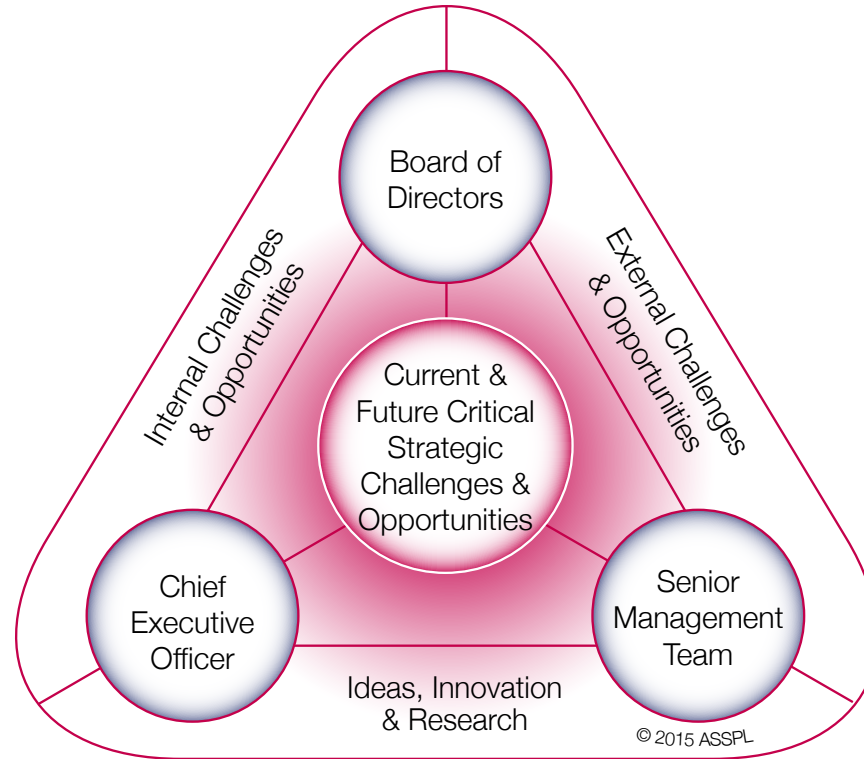 Board of
Directors
Internal Challenges
& Opportunities
External Challenges
& Opportunities
Current &
Future Critical
Strategic
Challenges &
Opportunities
Chief
Executive
Officer
Senior
Management
Team
Ideas, Innovation
& Research
© 2015 ASSPL